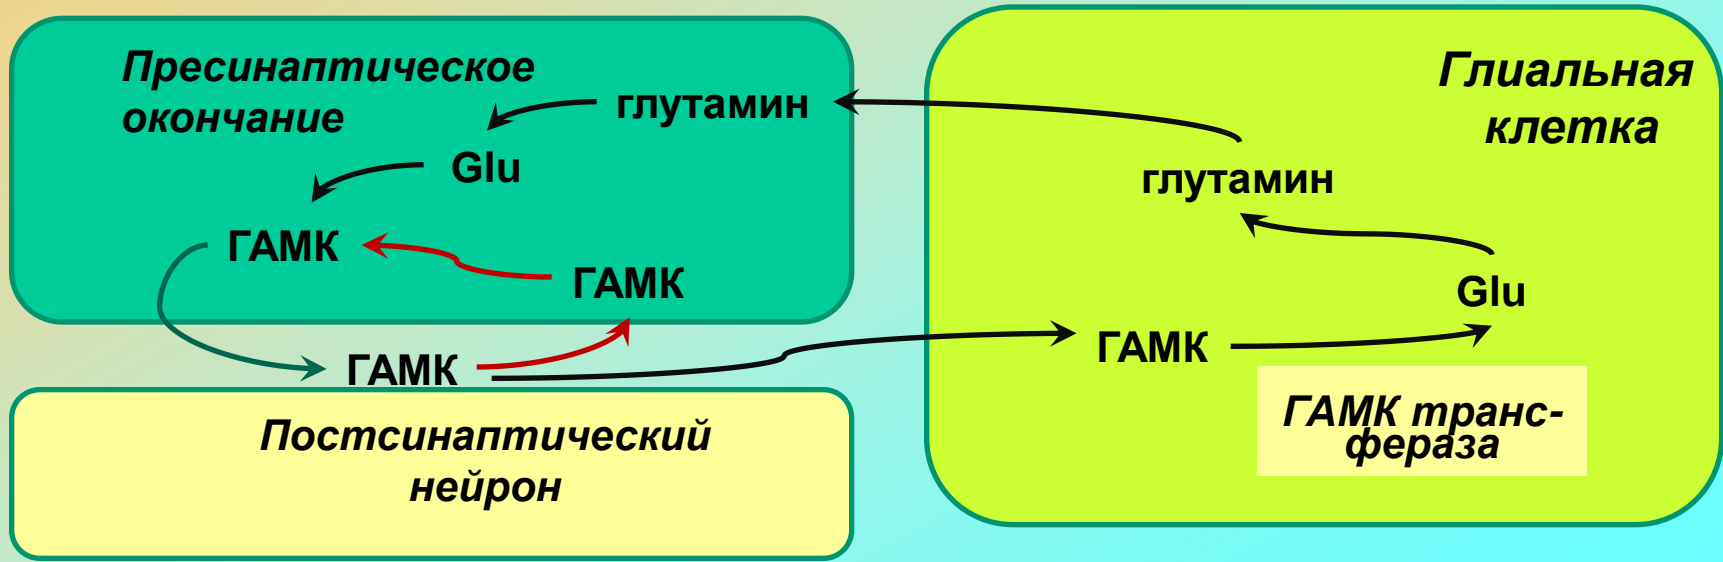 Пресинаптическое
окончание
глутамин
Glu
ГАМК
ГАМК
ГАМК
Постсинаптический
нейрон
Глиальная
клетка
глутамин
Glu
ГАМК
ГАМК транс-
фераза